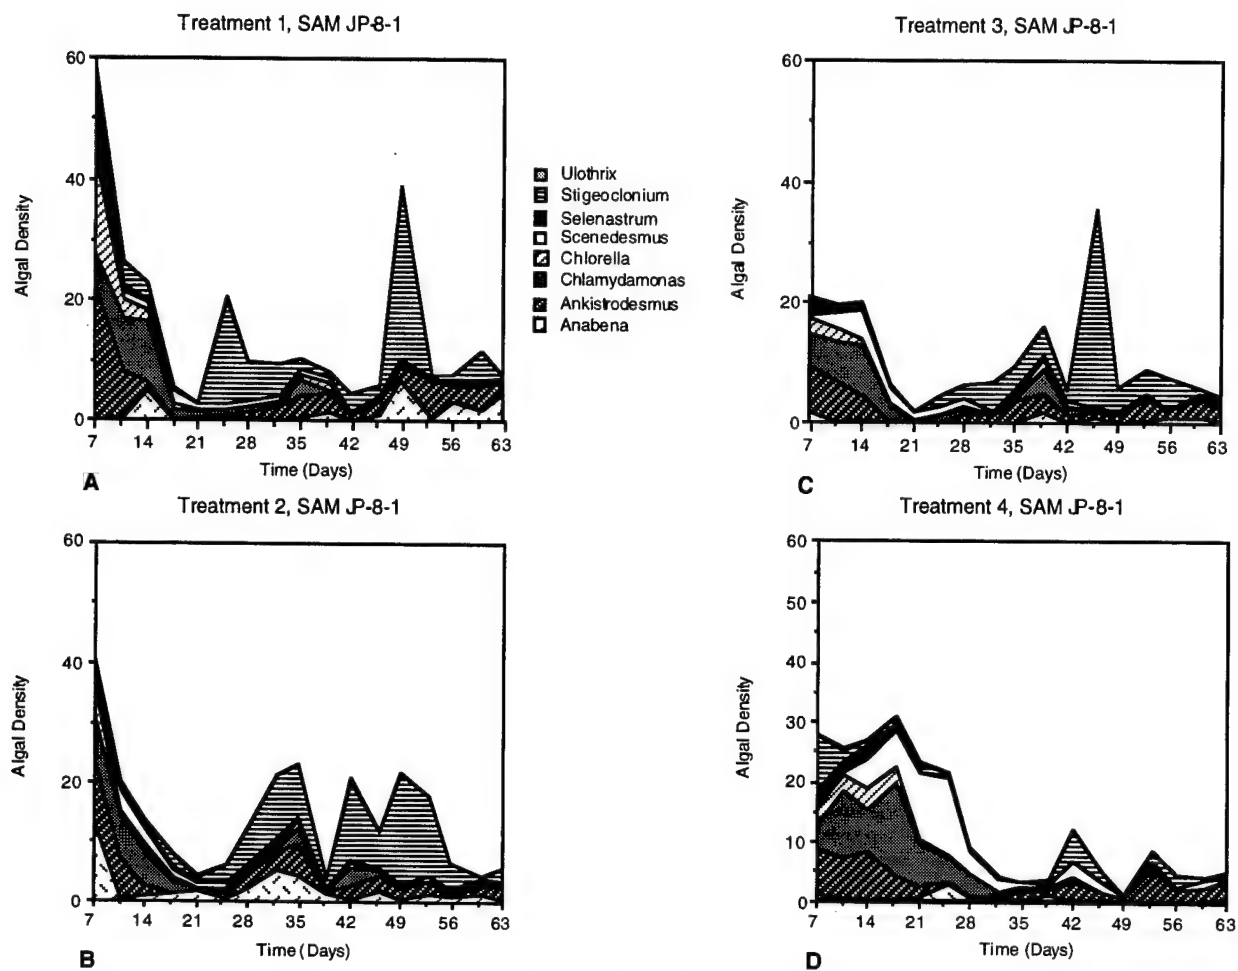 Treatment 1, SAM JP-8-1
60
40
20
0
Algal Density
7 14 21 28 35 42 49 56 63
Time (Days)
A
Ulothrix
Stigeoclonium
Selenastrum
Scenedesmus
Chlorella
Chlamydamonas
Ankistrodesmus
Anabena
Treatment 3, SAM JP-8-1
60
40
20
0
Algal Density
7 14 21 28 35 42 49 56 63
Time (Days)
C
Treatment 2, SAM JP-8-1
60
40
20
0
Algal Density
7 14 21 28 35 42 49 56 63
Time (Days)
B
Treatment 4, SAM JP-8-1
60
50
40
30
20
10
0
Algal Density
7 14 21 28 35 42 49 56 63
Time (Days)
D